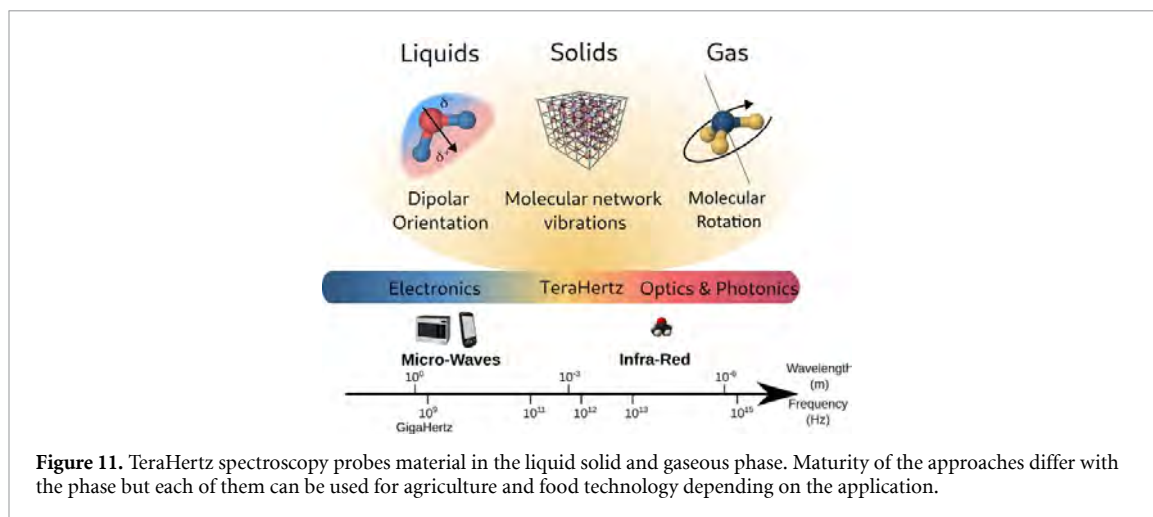 Liquids Solids Gas
δ-
δ+
Dipolar Orientation
Molecular network vibrations
Molecular Rotation
Electronics TeraHertz Optics & Photonics
Micro-Waves Infra-Red
Wavelength (m)
10⁰ 10⁻³ 10⁻⁶
10⁹ 10¹¹ 10¹² 10¹³ 10¹⁵
Frequency (Hz)
GigaHertz
Figure 11. TeraHertz spectroscopy probes material in the liquid solid and gaseous phase. Maturity of the approaches differ with
the phase but each of them can be used for agriculture and food technology depending on the application.